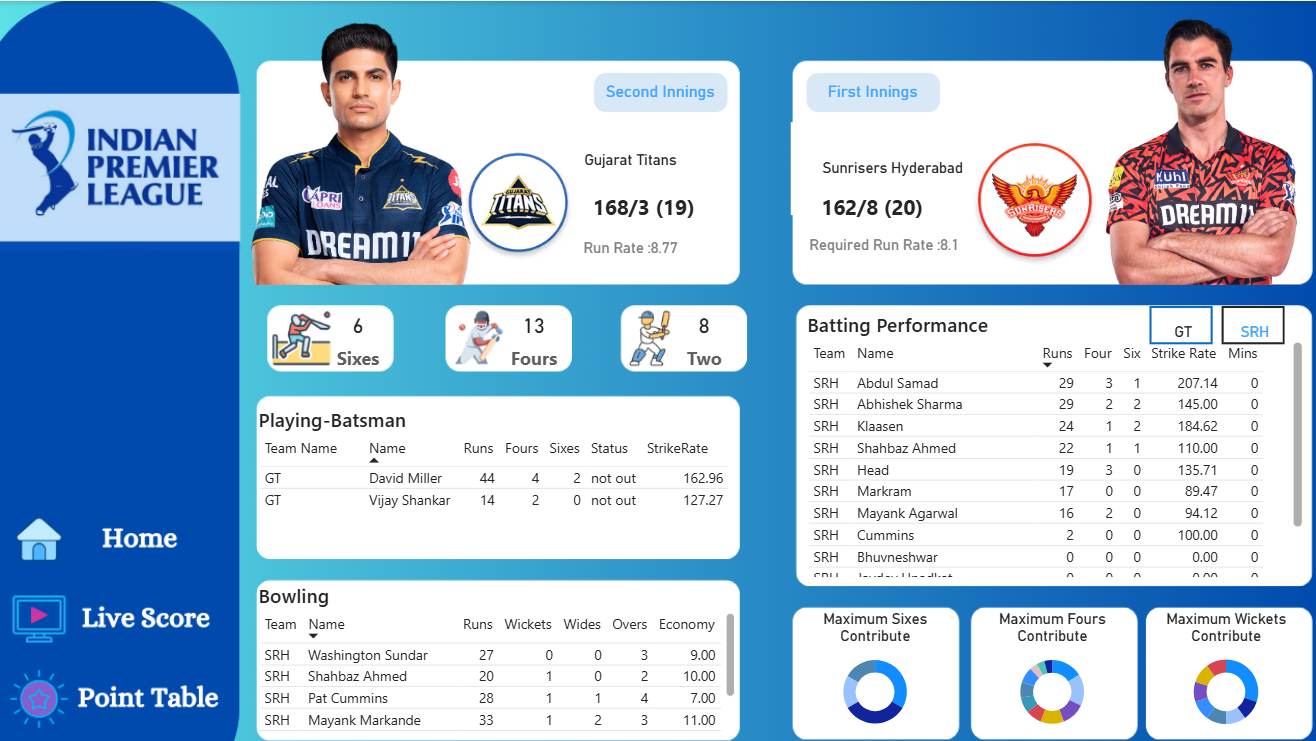 INDIAN
PREMIER
LEAGUE
Home
Live Score
Point Table
Second Innings
Gujarat Titans
168/3 (19)
Run Rate :8.77
GUJARAT
TITANS
TITANS
DREAM11
First Innings
Sunrisers Hyderabad
162/8 (20)
Required Run Rate :8.1
SUNRISERS
DREAM11
6
Sixes
13
Fours
8
Two
Playing-Batsman
Team Name Name Runs Fours Sixes Status StrikeRate
GT David Miller 44 4 2 not out 162.96
GT Vijay Shankar 14 2 0 not out 127.27
Bowling
Team Name Runs Wickets Wides Overs Economy
SRH Washington Sundar 27 0 0 3 9.00
SRH Shahbaz Ahmed 20 1 0 2 10.00
SRH Pat Cummins 28 1 1 4 7.00
SRH Mayank Markande 33 1 2 3 11.00
Batting Performance
GT
SRH
Team Name Runs Four Six Strike Rate Mins
SRH Abdul Samad 29 3 1 207.14 0
SRH Abhishek Sharma 29 2 2 145.00 0
SRH Klaasen 24 1 2 184.62 0
SRH Shahbaz Ahmed 22 1 1 110.00 0
SRH Head 19 3 0 135.71 0
SRH Markram 17 0 0 89.47 0
SRH Mayank Agarwal 16 2 0 94.12 0
SRH Cummins 2 0 0 100.00 0
SRH Bhuvneshwar 0 0 0 0.00 0
Maximum Sixes
Contribute
Maximum Fours
Contribute
Maximum Wickets
Contribute